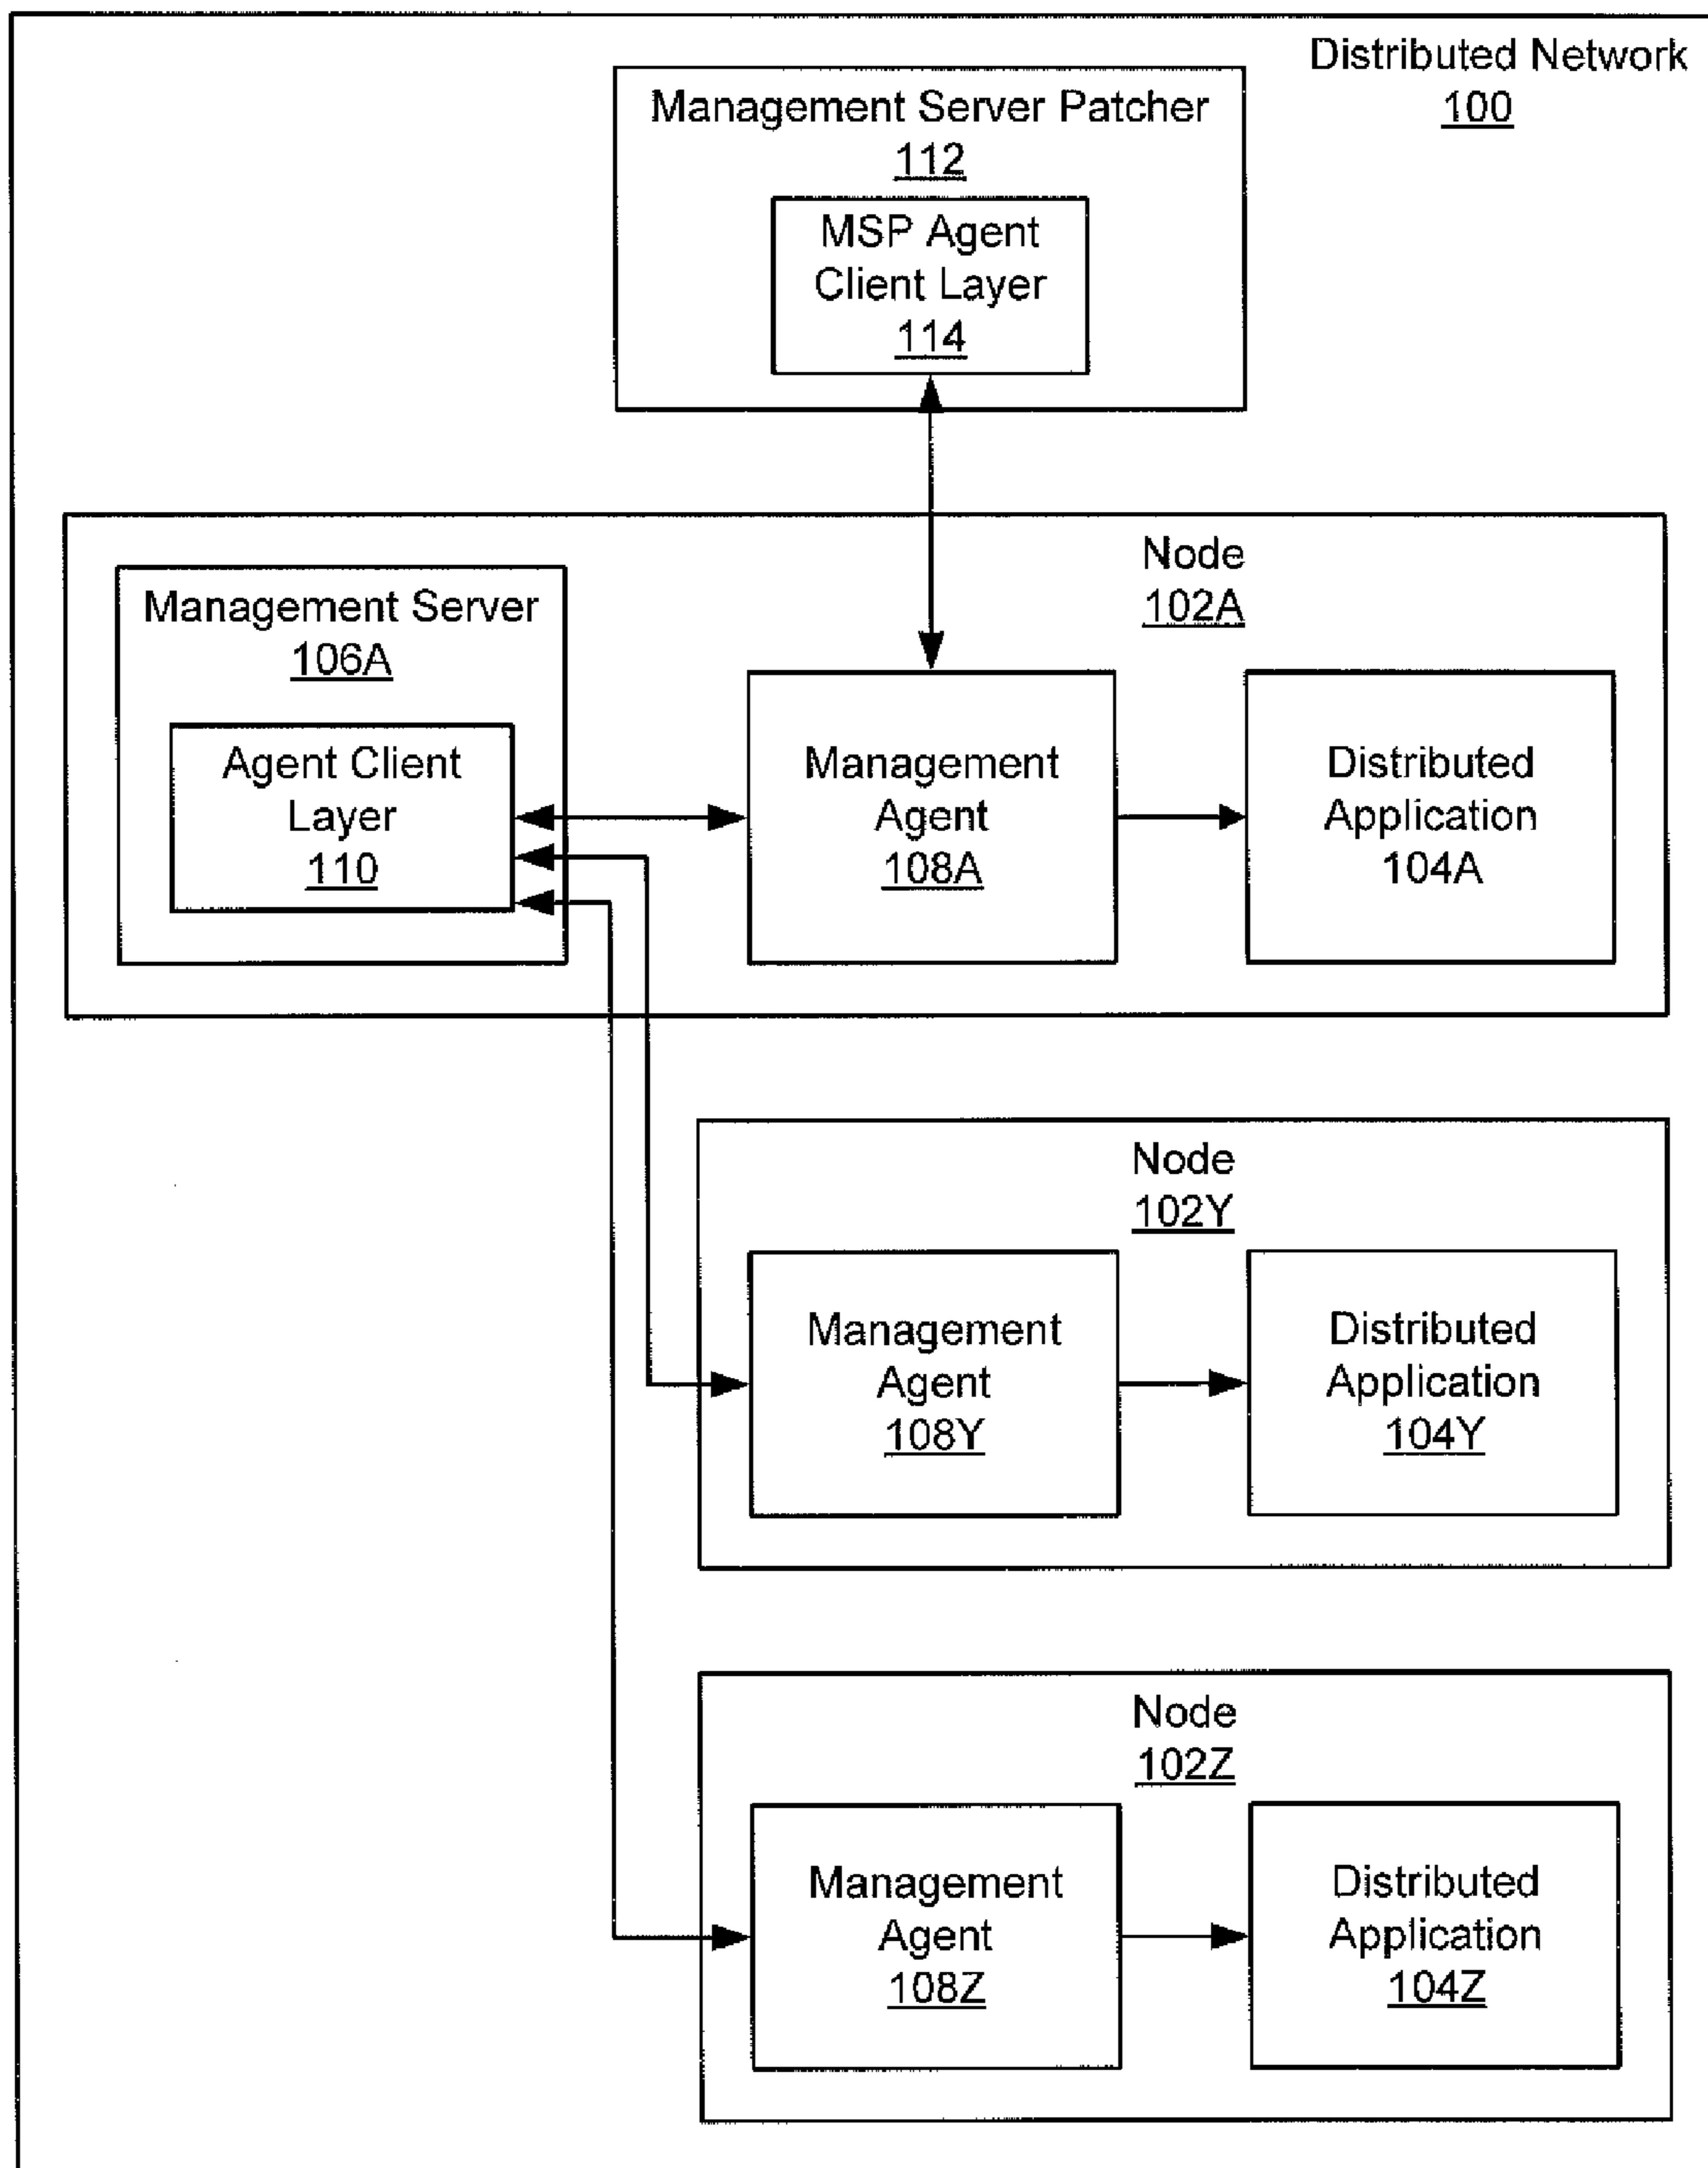 Distributed Network
100
Management Server Patcher
112
MSP Agent
Client Layer
114
Node
102A
Management Server
106A
Agent Client
Layer
110
Management
Agent
108A
Distributed
Application
104A
Node
102Y
Management
Agent
108Y
Distributed
Application
104Y
Node
102Z
Management
Agent
108Z
Distributed
Application
104Z